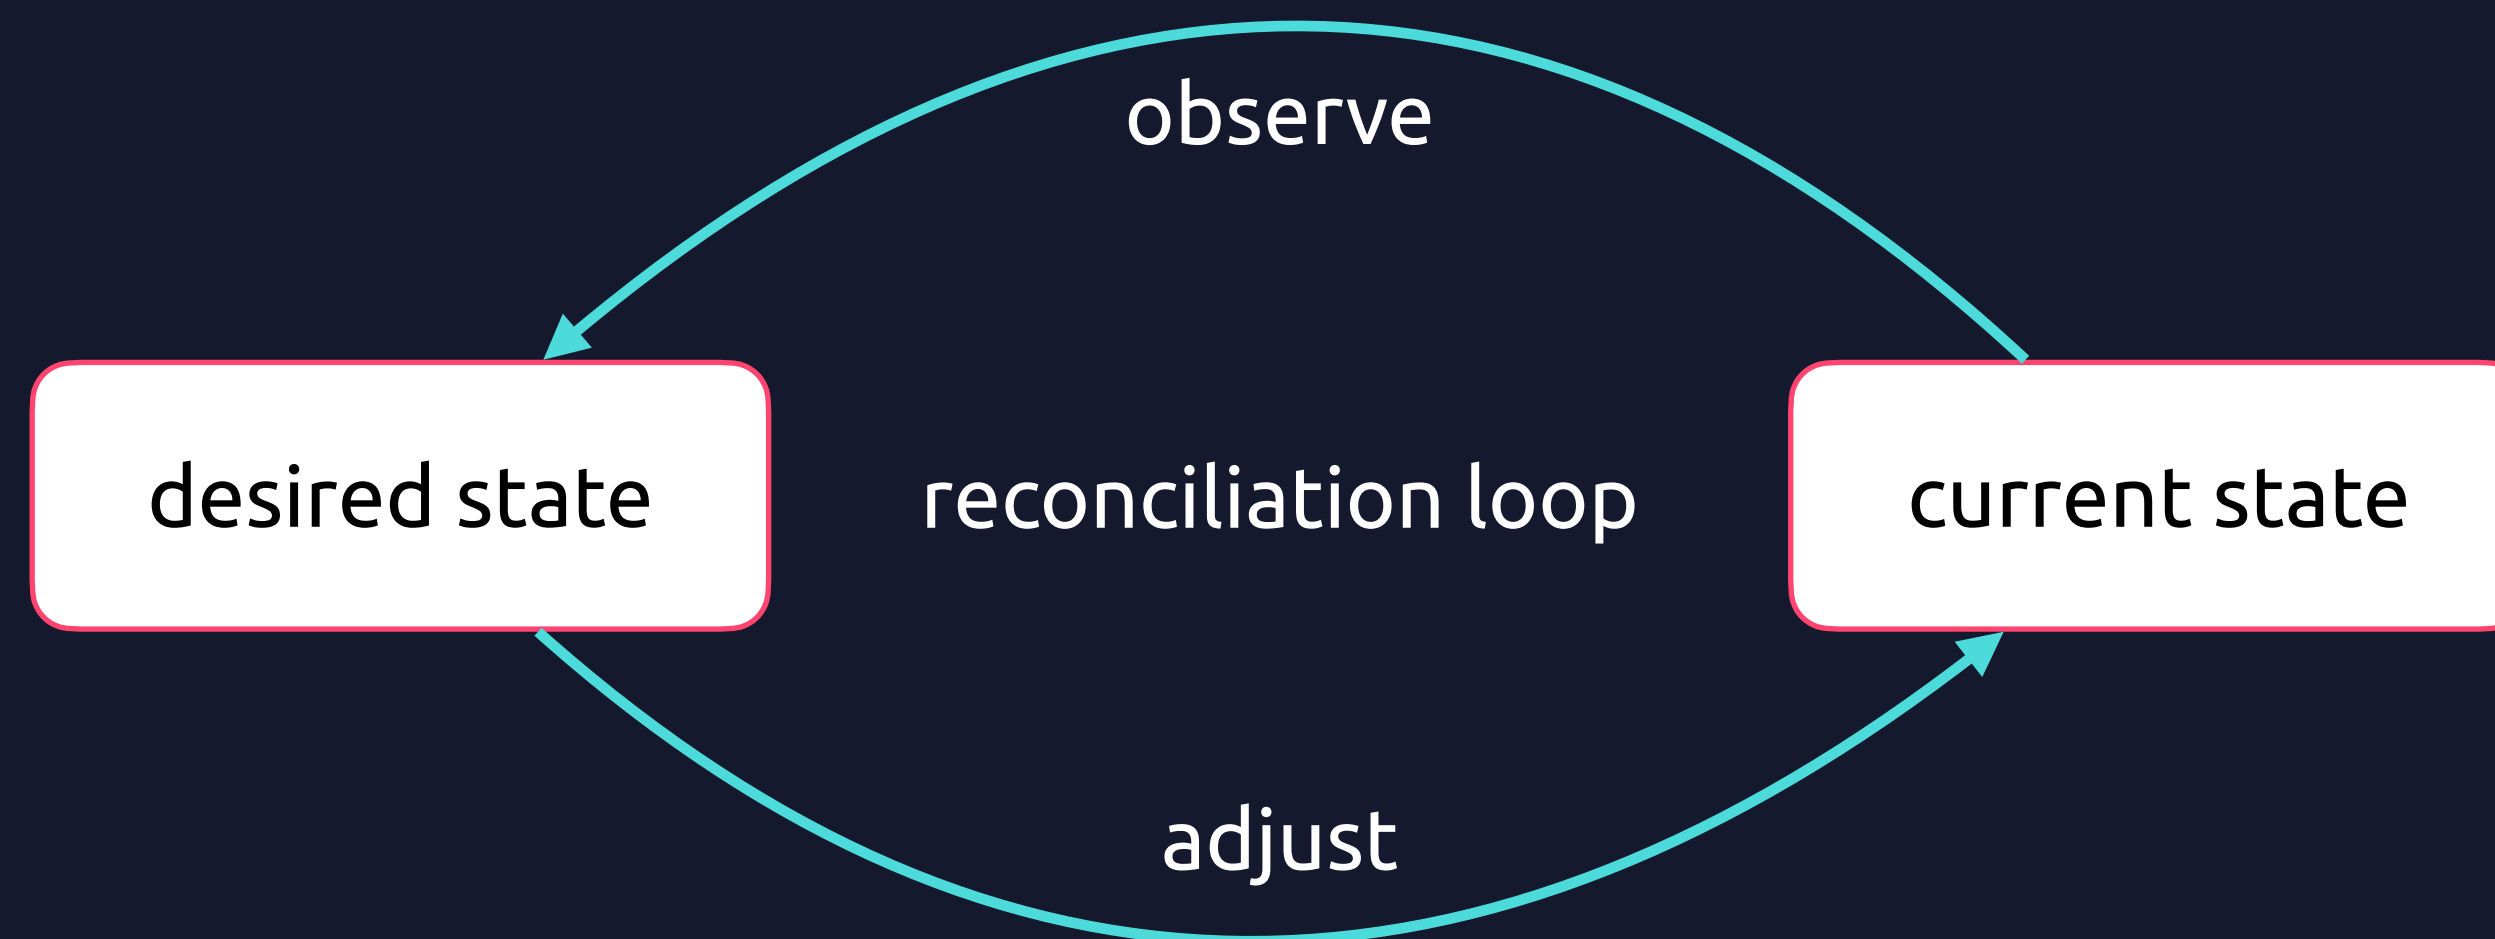 observe
desired state
reconciliation loop
current state
adjust